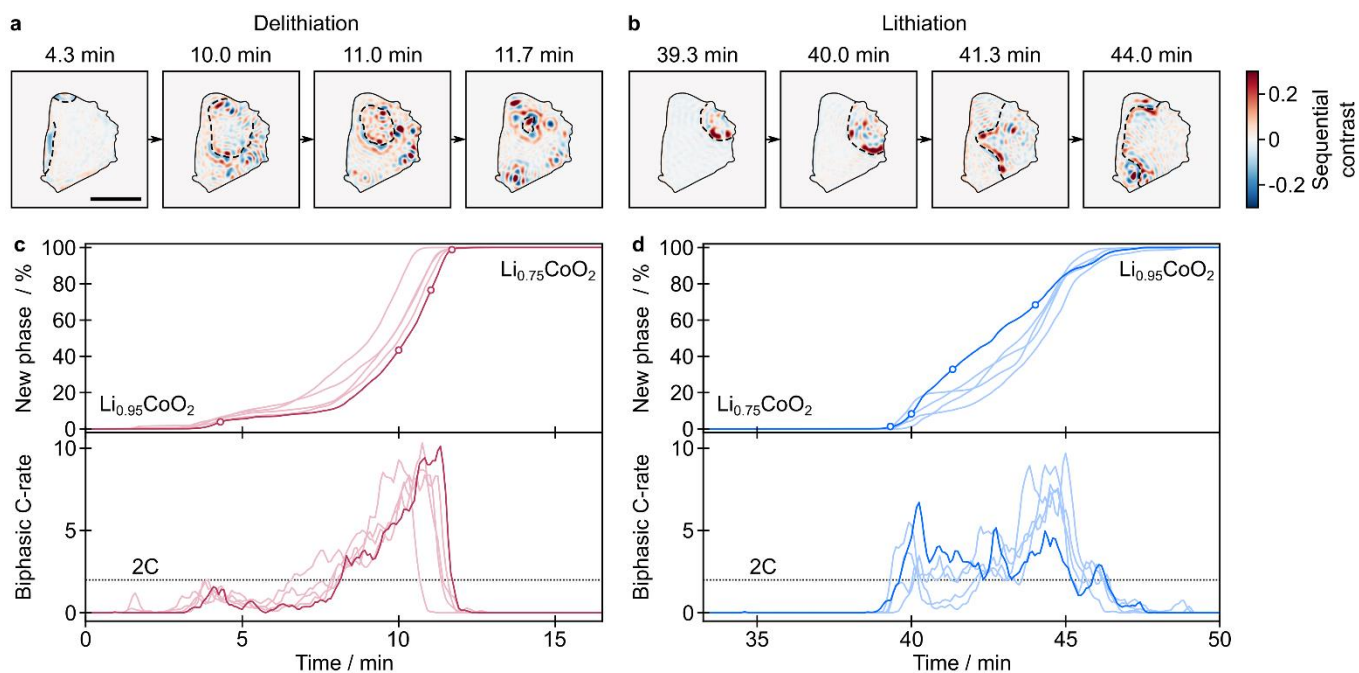 a Delithiation
4.3 min 10.0 min 11.0 min 11.7 min
b Lithiation
39.3 min 40.0 min 41.3 min 44.0 min
0.2
0
-0.2
Sequential
contrast
c
New phase / %
100
80
60
40
20
0
Li0.75CoO2
Li0.95CoO2
Biphasic C-rate
10
5
0
2C
0 5 10 15
Time / min
d
New phase / %
100
80
60
40
20
0
Li0.95CoO2
Li0.75CoO2
Biphasic C-rate
10
5
0
2C
35 40 45 50
Time / min